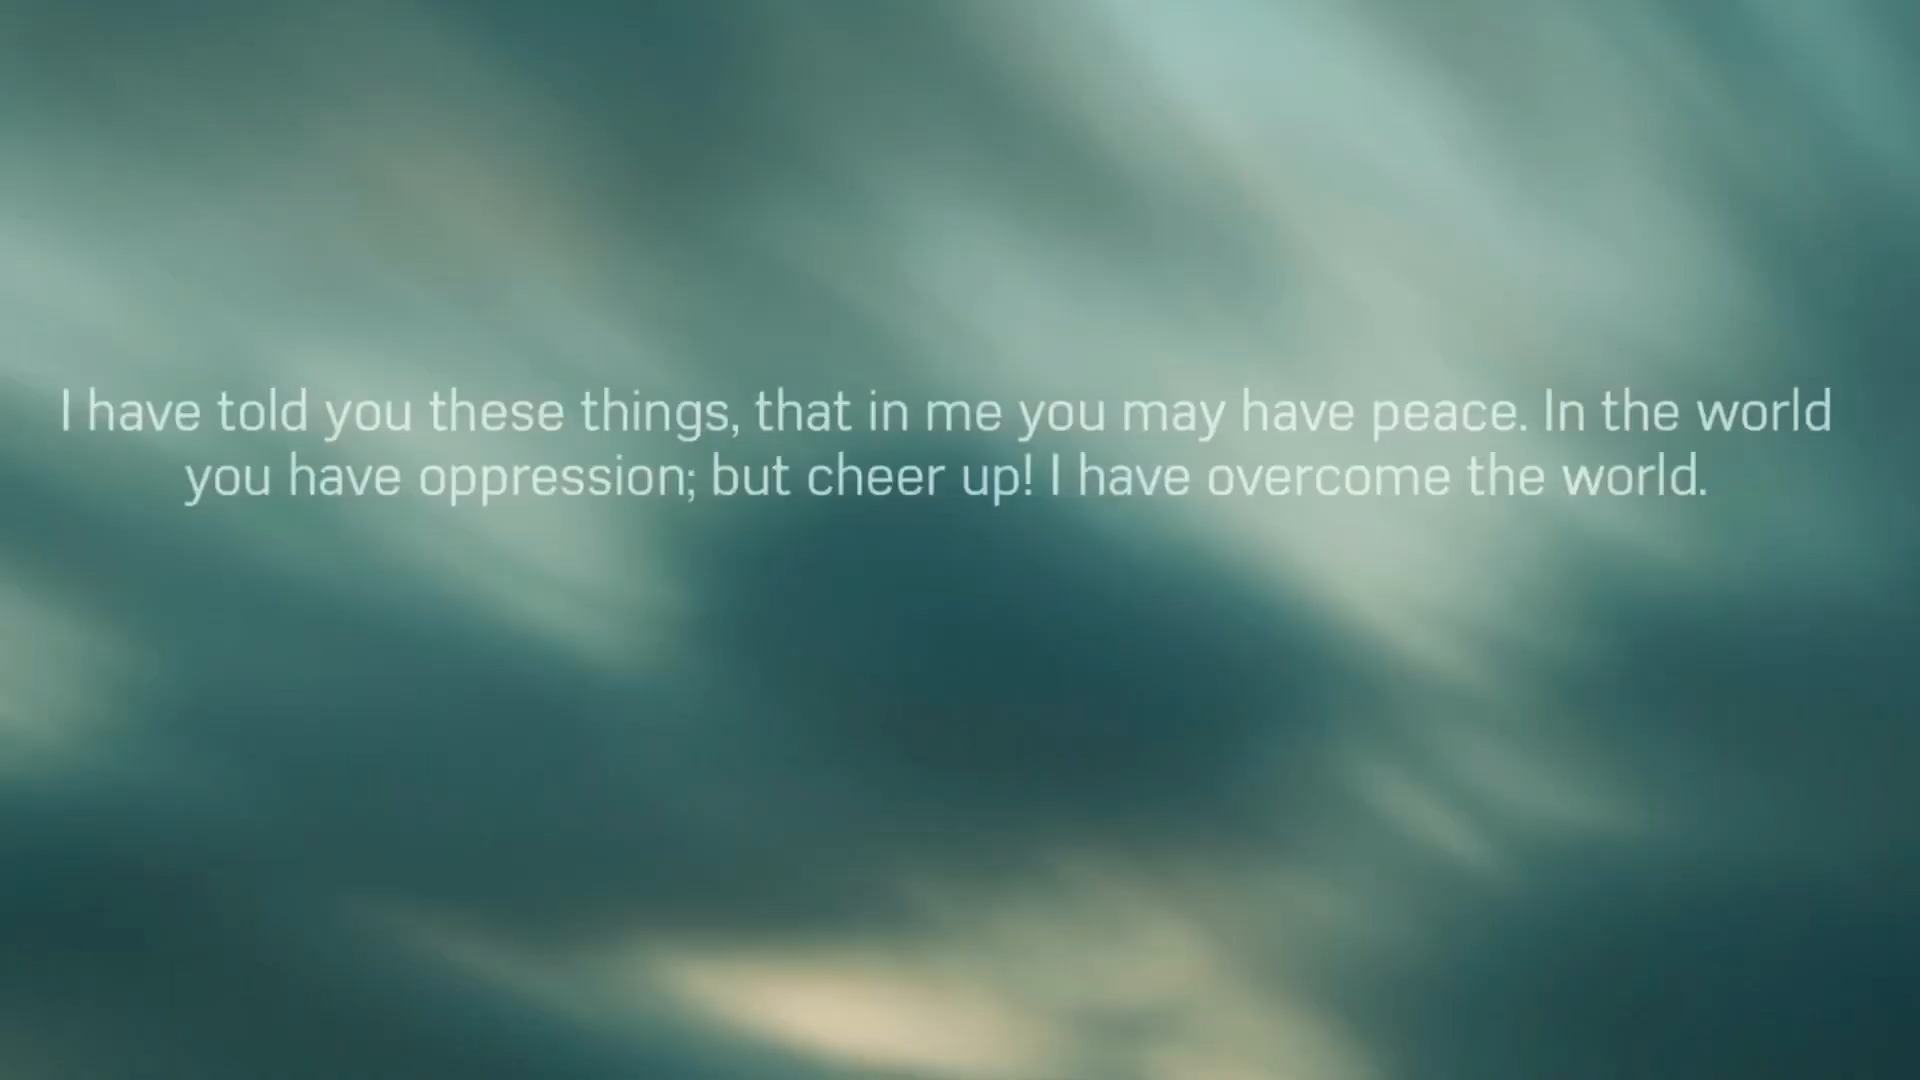 I have told you these things, that in me you may have peace. In the world
you have oppression; but cheer up! I have overcome the world.